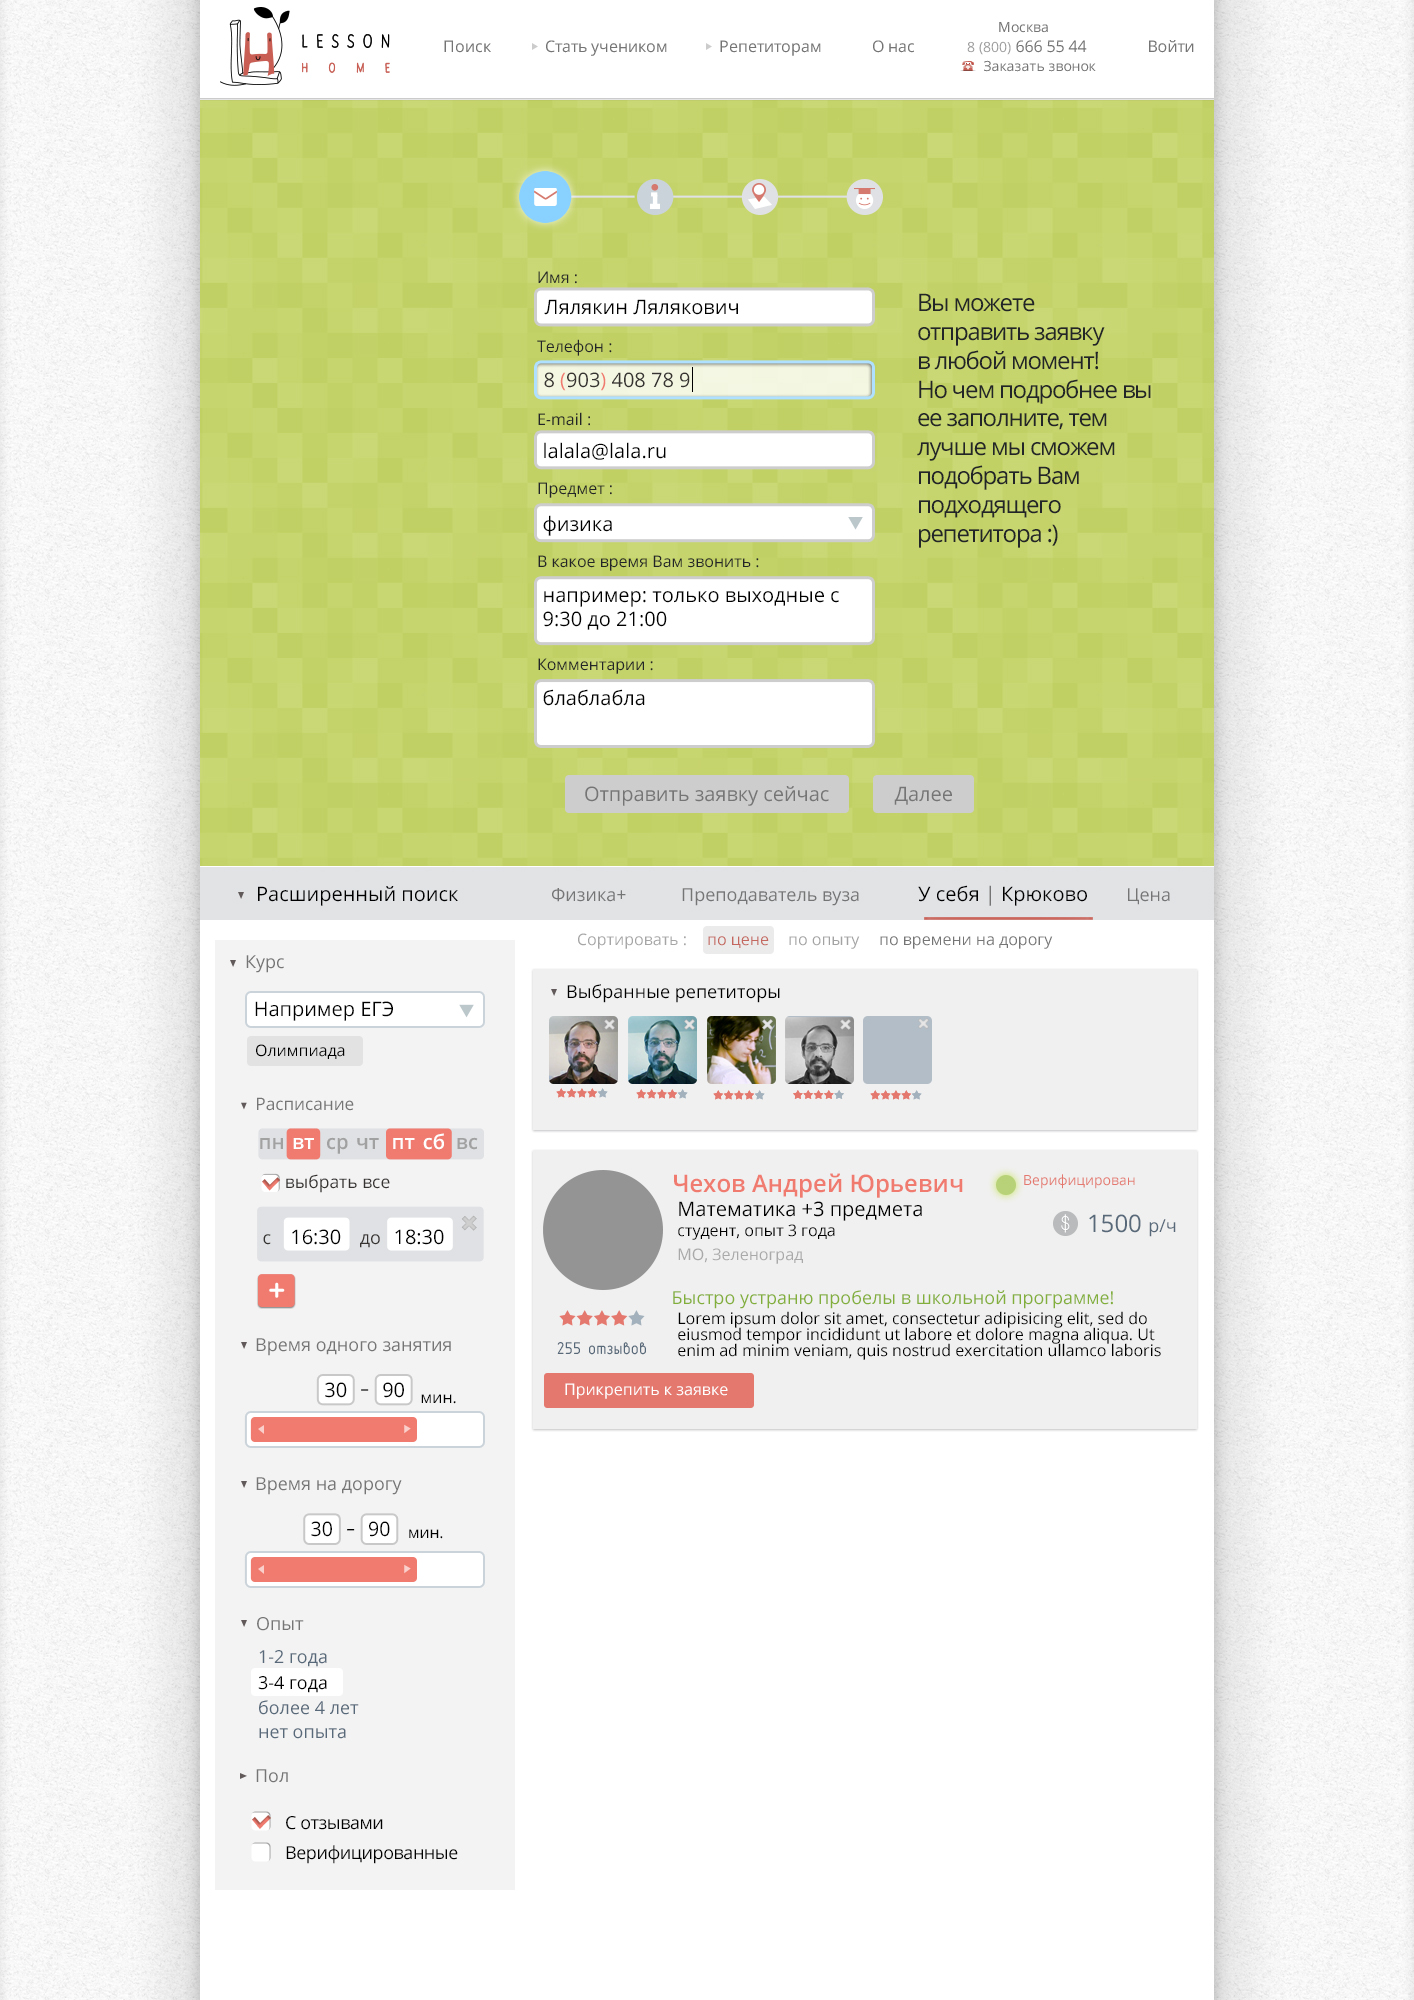 LESSON
HOME
Поиск
Стать учеником
Репетиторам
О нас
Москва
8 (800) 666 55 44
Заказать звонок
Войти
Имя :
Лялякин Лялякович
Телефон :
8 (903) 408 78 9
E-mail :
lalala@lala.ru
Предмет :
физика
В какое время Вам звонить :
например: только выходные с
9:30 до 21:00
Комментарии :
блаблабла
Вы можете
отправить заявку
в любой момент!
Но чем подробнее вы
ее заполните, тем
лучше мы сможем
подобрать Вам
подходящего
репетитора :)
Отправить заявку сейчас
Далее
Расширенный поиск
Физика+
Преподаватель вуза
У себя | Крюково
Цена
Сортировать :
по цене
по опыту
по времени на дорогу
Курс
Например ЕГЭ
Олимпиада
Расписание
пн вт ср чт пт сб вс
выбрать все
с 16:30 до 18:30
+
Время одного занятия
30 – 90 мин.
Время на дорогу
30 – 90 мин.
Опыт
1-2 года
3-4 года
более 4 лет
нет опыта
Пол
С отзывами
Верифицированные
Выбранные репетиторы
Чехов Андрей Юрьевич
Верифицирован
Математика +3 предмета
студент, опыт 3 года
МО, Зеленоград
$ 1500 р/ч
Быстро устраню пробелы в школьной программе!
Lorem ipsum dolor sit amet, consectetur adipisicing elit, sed do
eiusmod tempor incididunt ut labore et dolore magna aliqua. Ut
enim ad minim veniam, quis nostrud exercitation ullamco laboris
255 отзывов
Прикрепить к заявке